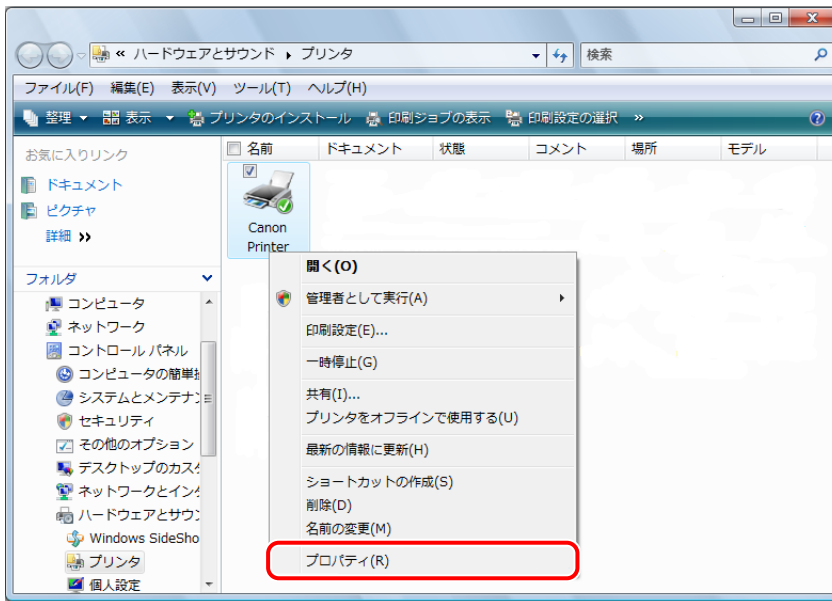 « ハードウェアとサウンド ▸ プリンタ 検索
ファイル(F) 編集(E) 表示(V) ツール(T) ヘルプ(H)
整理 表示 プリンタのインストール 印刷ジョブの表示 印刷設定の選択 »
名前 ドキュメント 状態 コメント 場所 モデル
お気に入りリンク
ドキュメント
ピクチャ
詳細 »
フォルダ
コンピュータ
ネットワーク
コントロール パネル
コンピュータの簡単
システムとメンテナン
セキュリティ
その他のオプション
デスクトップのカスタ
ネットワークとイン
ハードウェアとサウン
Windows SideSho
プリンタ
個人設定
Canon
Printer
開く(O)
管理者として実行(A)
印刷設定(E)...
一時停止(G)
共有(I)...
プリンタをオフラインで使用する(U)
最新の情報に更新(H)
ショートカットの作成(S)
削除(D)
名前の変更(M)
プロパティ(R)